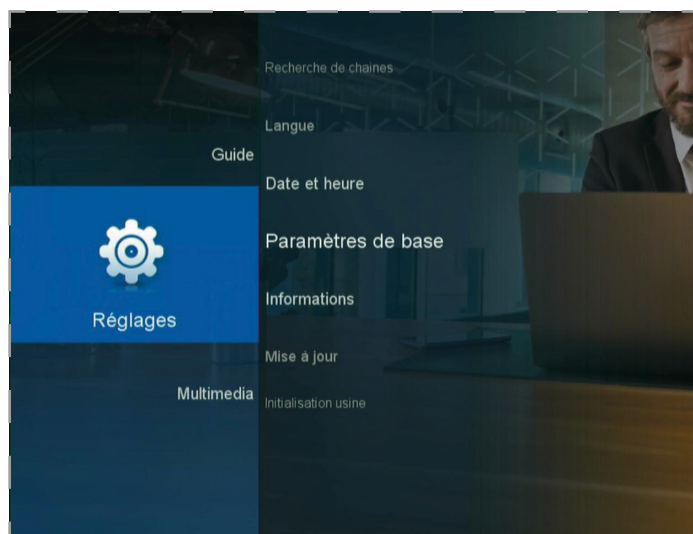 Guide
Réglages
Multimedia
Recherche de chaines
Langue
Date et heure
Paramètres de base
Informations
Mise á jour
Initialisation usine